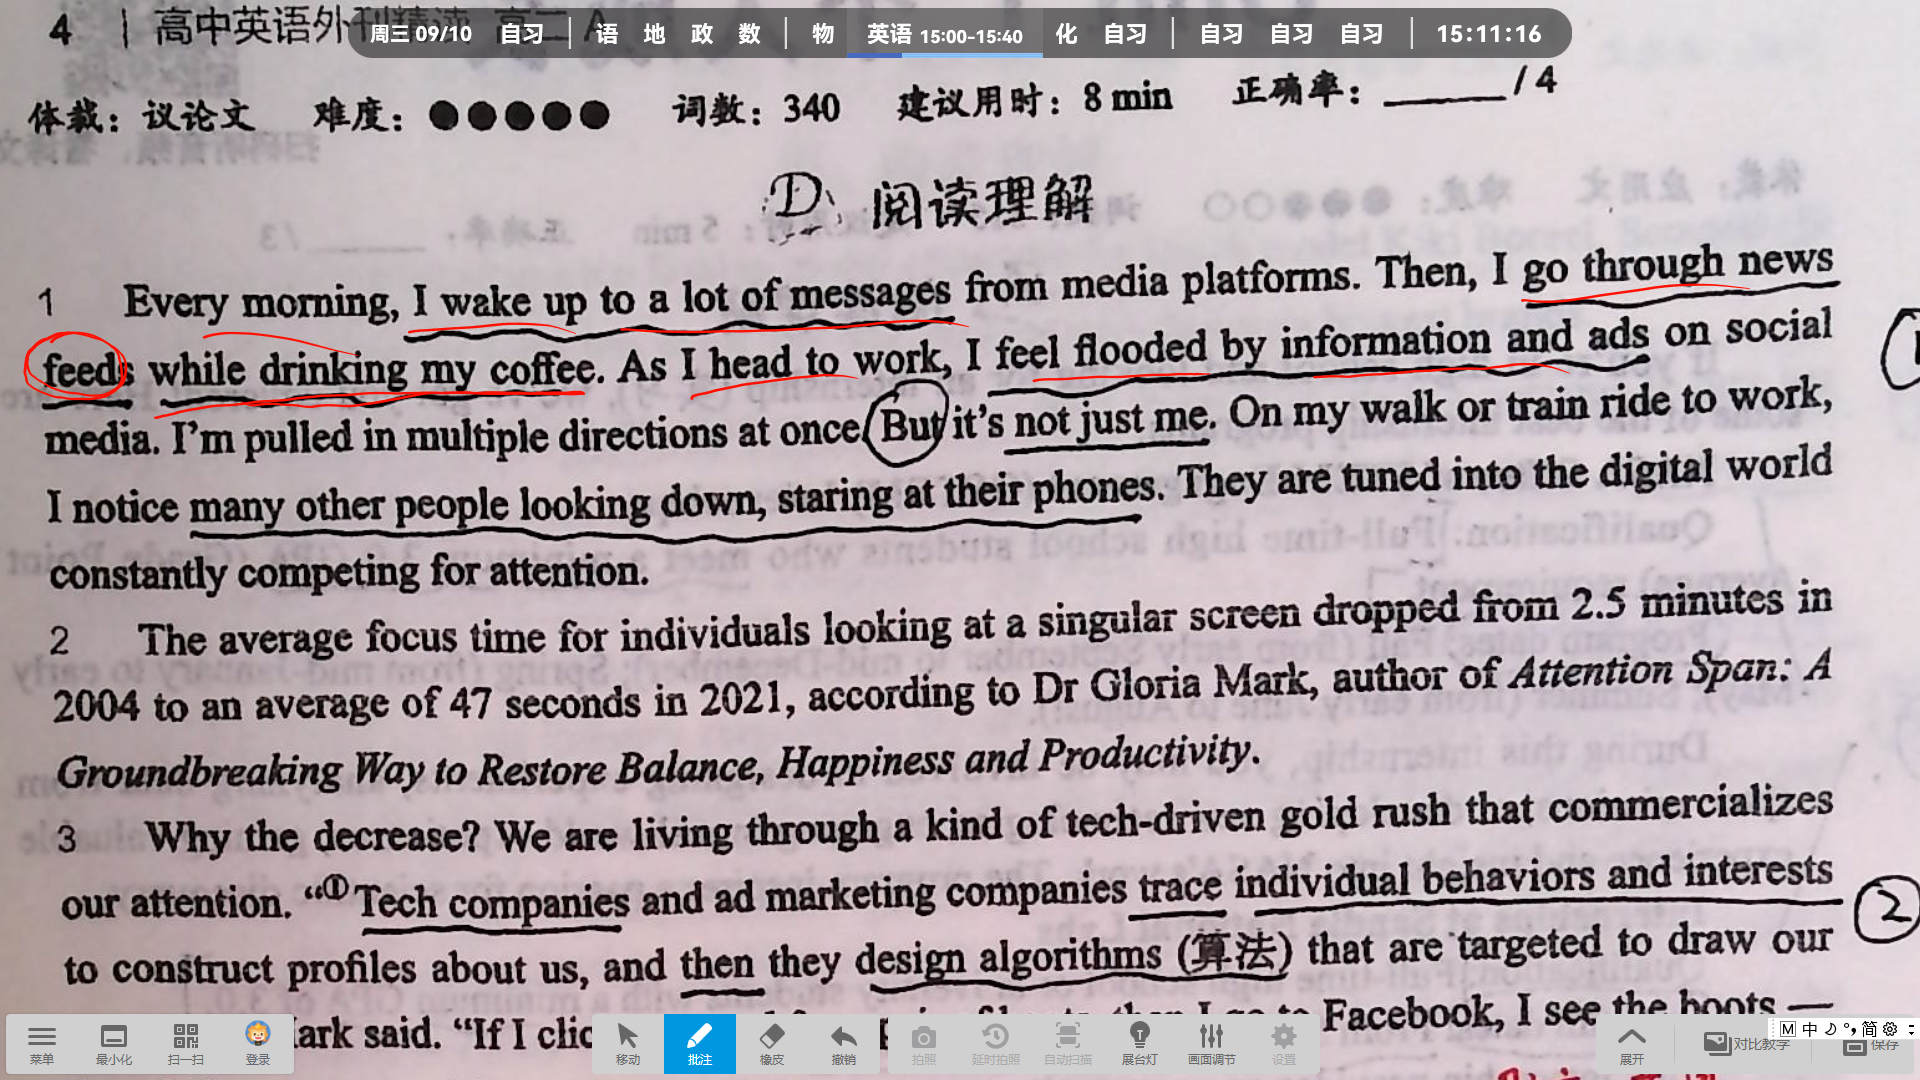 4 | 高中英语外刊精读 高二 A
周三 09/10 自习 | 语 地 政 数 | 物 英语 15:00-15:40 化 自习 | 自习 自习 自习 | 15:11:16
体裁：议论文 难度：●●●●● 词数：340 建议用时：8 min 正确率：______/ 4
D 阅读理解
1 Every morning, I wake up to a lot of messages from media platforms. Then, I go through news
feeds while drinking my coffee. As I head to work, I feel flooded by information and ads on social
media. I'm pulled in multiple directions at once. But it's not just me. On my walk or train ride to work,
I notice many other people looking down, staring at their phones. They are tuned into the digital world
constantly competing for attention.
2 The average focus time for individuals looking at a singular screen dropped from 2.5 minutes in
2004 to an average of 47 seconds in 2021, according to Dr Gloria Mark, author of Attention Span: A
Groundbreaking Way to Restore Balance, Happiness and Productivity.
3 Why the decrease? We are living through a kind of tech-driven gold rush that commercializes
our attention. “①Tech companies and ad marketing companies trace individual behaviors and interests
②
to construct profiles about us, and then they design algorithms (算法) that are targeted to draw our
Mark said. “If I clic Facebook, I see the boots —
菜单 最小化 扫一扫 登录 移动 批注 橡皮 撤销 拍照 延时拍照 自动扫描 展台灯 画面调节 设置 展开 对比教学 保存
M 中 简